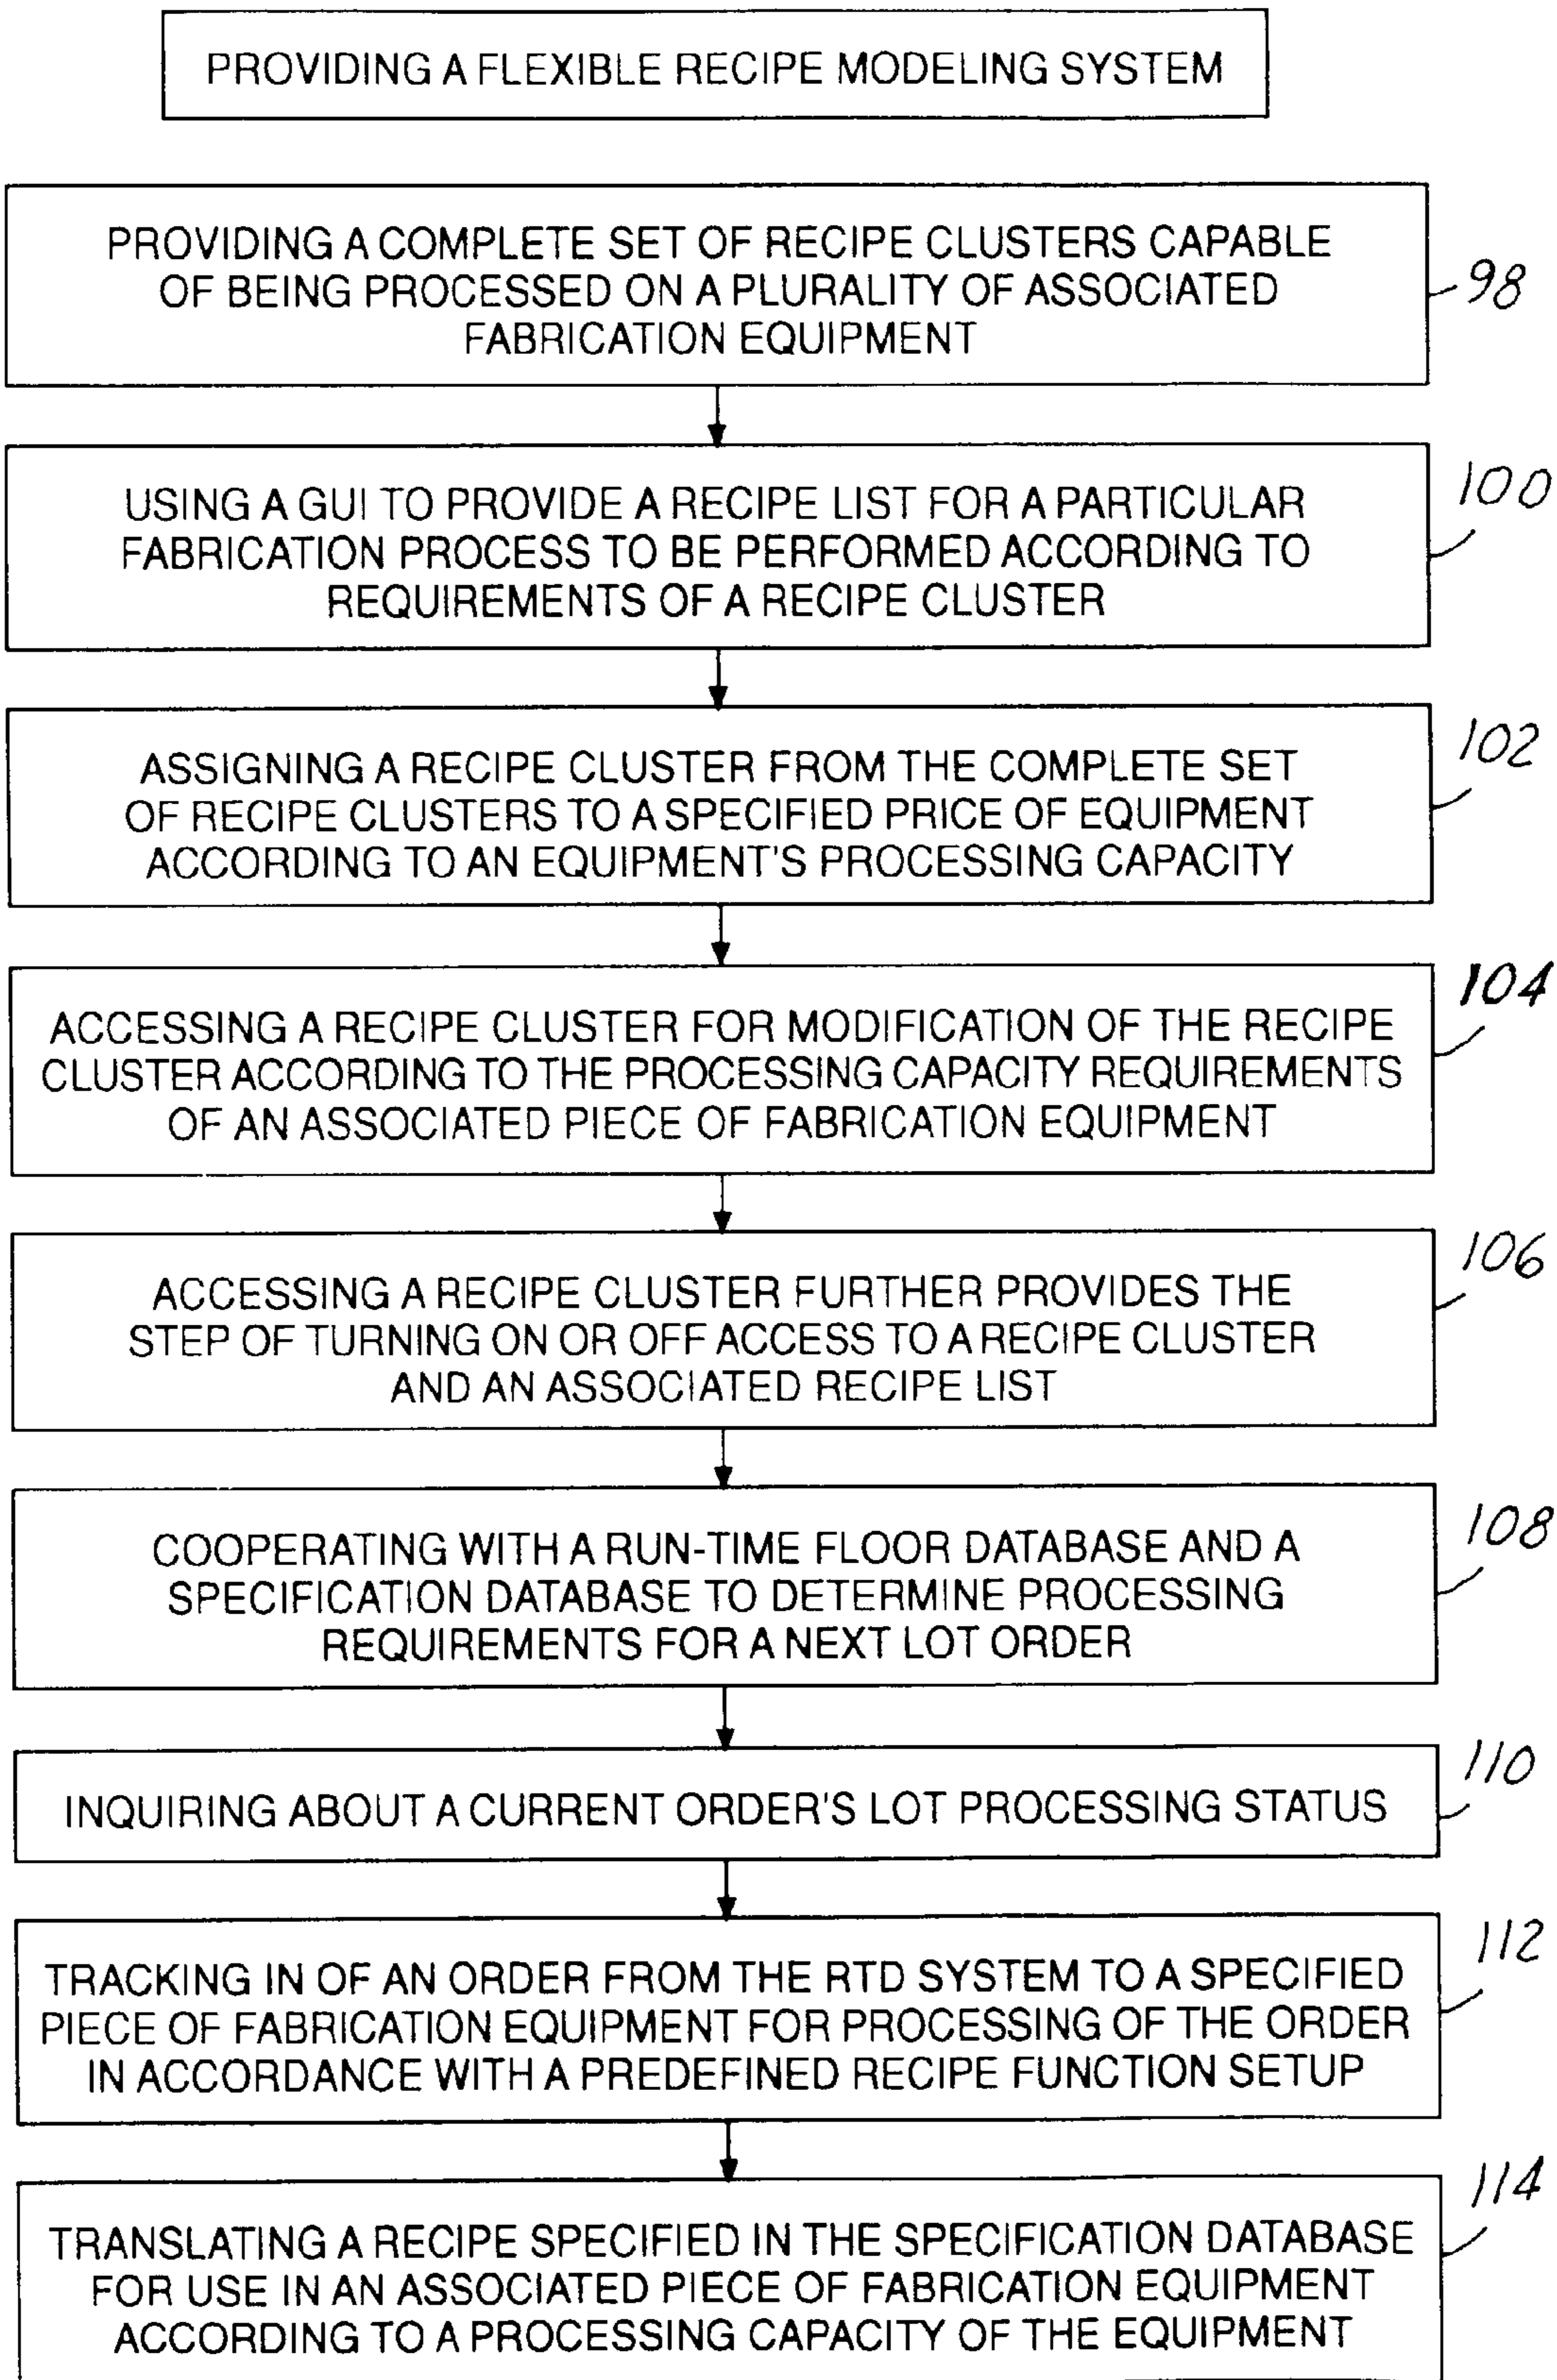 PROVIDING A FLEXIBLE RECIPE MODELING SYSTEM
PROVIDING A COMPLETE SET OF RECIPE CLUSTERS CAPABLE
OF BEING PROCESSED ON A PLURALITY OF ASSOCIATED
FABRICATION EQUIPMENT
98
USING A GUI TO PROVIDE A RECIPE LIST FOR A PARTICULAR
FABRICATION PROCESS TO BE PERFORMED ACCORDING TO
REQUIREMENTS OF A RECIPE CLUSTER
100
ASSIGNING A RECIPE CLUSTER FROM THE COMPLETE SET
OF RECIPE CLUSTERS TO A SPECIFIED PRICE OF EQUIPMENT
ACCORDING TO AN EQUIPMENT'S PROCESSING CAPACITY
102
ACCESSING A RECIPE CLUSTER FOR MODIFICATION OF THE RECIPE
CLUSTER ACCORDING TO THE PROCESSING CAPACITY REQUIREMENTS
OF AN ASSOCIATED PIECE OF FABRICATION EQUIPMENT
104
ACCESSING A RECIPE CLUSTER FURTHER PROVIDES THE
STEP OF TURNING ON OR OFF ACCESS TO A RECIPE CLUSTER
AND AN ASSOCIATED RECIPE LIST
106
COOPERATING WITH A RUN-TIME FLOOR DATABASE AND A
SPECIFICATION DATABASE TO DETERMINE PROCESSING
REQUIREMENTS FOR A NEXT LOT ORDER
108
INQUIRING ABOUT A CURRENT ORDER'S LOT PROCESSING STATUS
110
TRACKING IN OF AN ORDER FROM THE RTD SYSTEM TO A SPECIFIED
PIECE OF FABRICATION EQUIPMENT FOR PROCESSING OF THE ORDER
IN ACCORDANCE WITH A PREDEFINED RECIPE FUNCTION SETUP
112
TRANSLATING A RECIPE SPECIFIED IN THE SPECIFICATION DATABASE
FOR USE IN AN ASSOCIATED PIECE OF FABRICATION EQUIPMENT
ACCORDING TO A PROCESSING CAPACITY OF THE EQUIPMENT
114